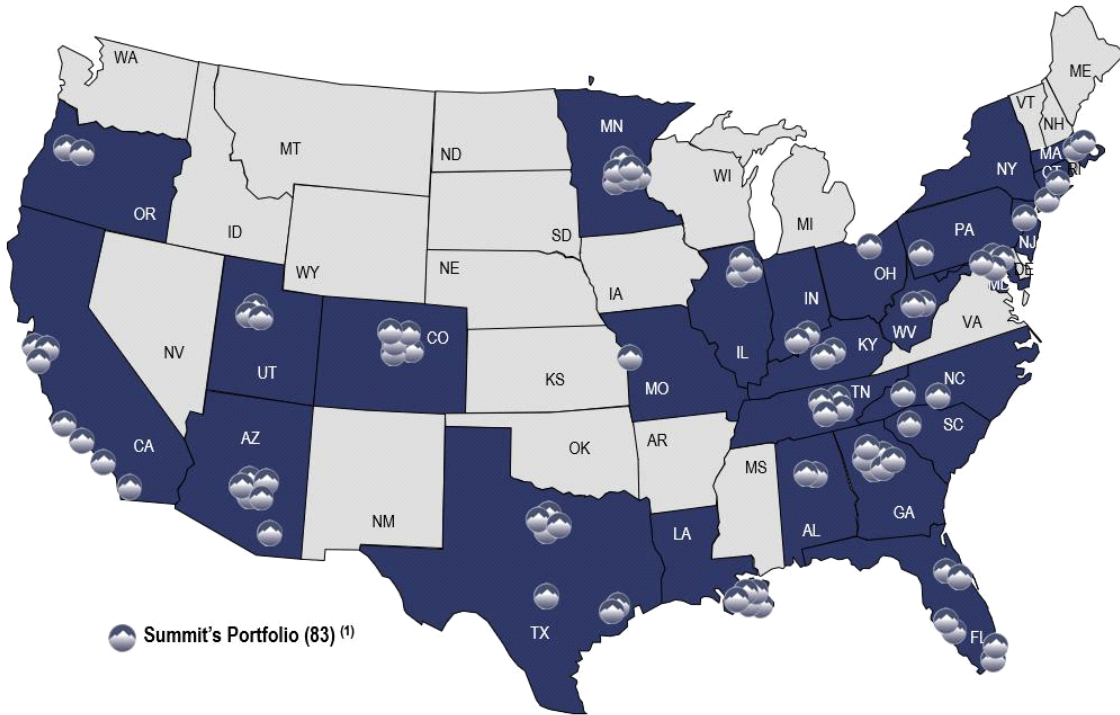 WA
ME
VT
NH
MT
ND
MN
MA
NY
CT
RI
WI
OR
MI
ID
SD
PA
NJ
WY
OH
DE
NE
MD
IA
IN
WV
VA
CO
NV
IL
KY
UT
KS
MO
NC
TN
CA
AZ
AR
SC
OK
MS
NM
GA
LA
AL
TX
FL
Summit's Portfolio (83) (1)